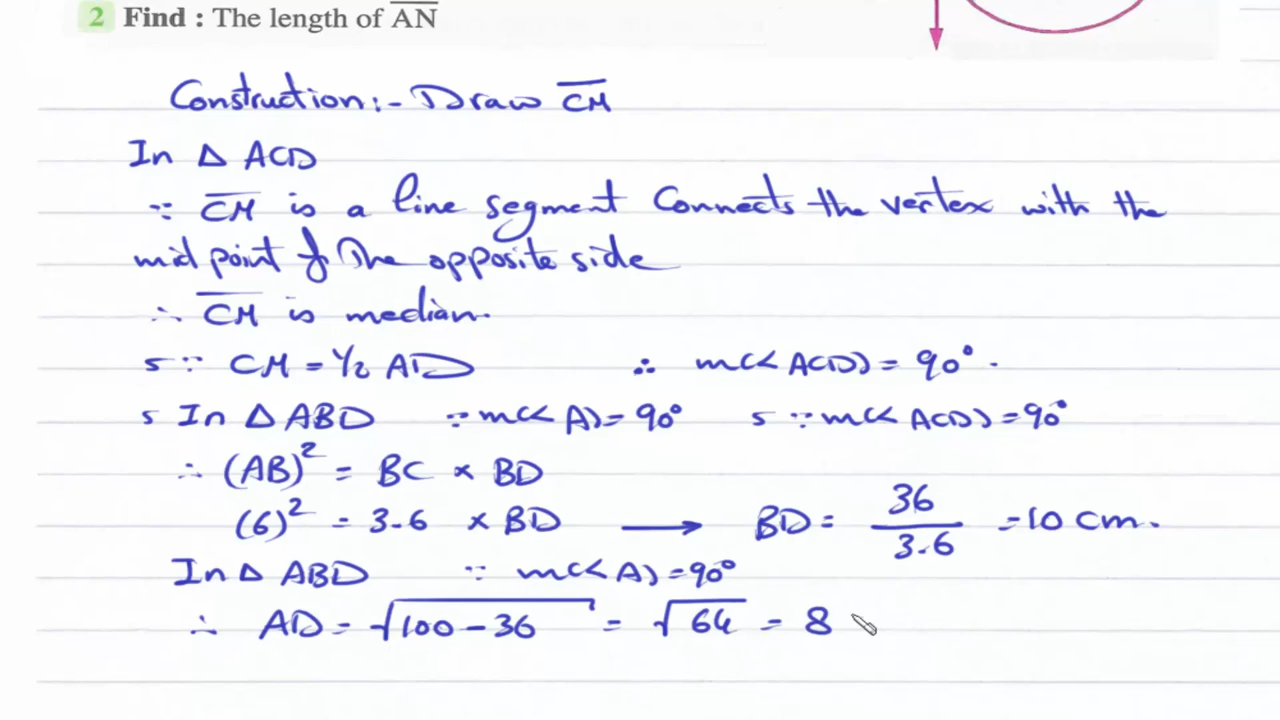 2 Find : The length of AN
Construction:- Draw CM
In Δ ACD
∵ CM is a line segment Connects the vertex with the
mid point of The opposite side
∴ CM is median.
, ∵ CM = 1/2 AD ∴ m(< ACD) = 90°.
, In Δ ABD ∵ m(< A) = 90° , ∵ m(< ACD) = 90°
∴ (AB)² = BC × BD
(6)² = 3.6 × BD → BD = 36/3.6 = 10 cm.
In Δ ABD ∵ m(< A) = 90°
∴ AD = √100 - 36 = √64 = 8